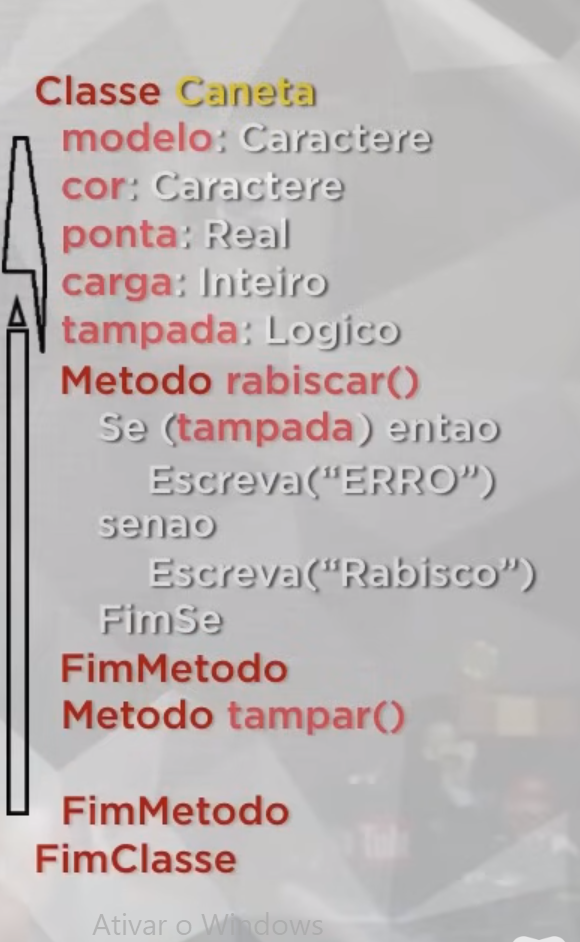 Classe Caneta
modelo: Caractere
cor: Caractere
ponta: Real
carga: Inteiro
tampada: Logico
Metodo rabiscar()
Se (tampada) entao
Escreva(“ERRO”)
senao
Escreva(“Rabisco”)
FimSe
FimMetodo
Metodo tampar()
FimMetodo
FimClasse
Ativar o Windows